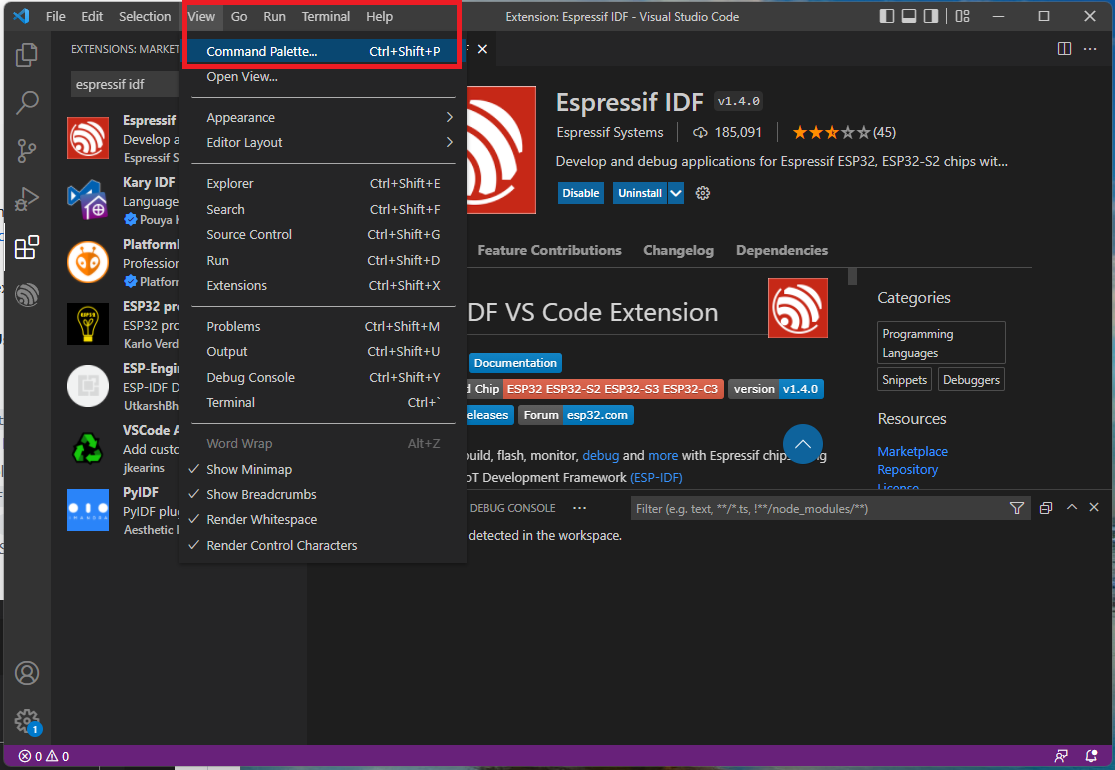 File Edit Selection View Go Run Terminal Help
Extension: Espressif IDF - Visual Studio Code
EXTENSIONS: MARKET
espressif idf
Espressif
Develop a
Espressif S
Kary IDF
Language
Pouya
Platform
Profession
Platform
ESP32 pr
ESP32 pro
Karlo Verd
ESP-Engin
ESP-IDF D
UtkarshBh
VSCode A
Add custo
jkearins
PyIDF
PyIDF plu
Aesthetic
Command Palette... Ctrl+Shift+P
Open View...
Appearance
Editor Layout
Explorer Ctrl+Shift+E
Search Ctrl+Shift+F
Source Control Ctrl+Shift+G
Run Ctrl+Shift+D
Extensions Ctrl+Shift+X
Problems Ctrl+Shift+M
Output Ctrl+Shift+U
Debug Console Ctrl+Shift+Y
Terminal Ctrl+`
Word Wrap Alt+Z
Show Minimap
Show Breadcrumbs
Render Whitespace
Render Control Characters
Espressif IDF v1.4.0
Espressif Systems 185,091 (45)
Develop and debug applications for Espressif ESP32, ESP32-S2 chips wit...
Disable Uninstall
Feature Contributions Changelog Dependencies
DF VS Code Extension
Documentation
d Chip ESP32 ESP32-S2 ESP32-S3 ESP32-C3 version v1.4.0
eleases Forum esp32.com
build, flash, monitor, debug and more with Espressif chip ng
oT Development Framework (ESP-IDF)
Categories
Programming
Languages
Snippets Debuggers
Resources
Marketplace
Repository
License
DEBUG CONSOLE ...
Filter (e.g. text, **/*.ts, !**/node_modules/**)
detected in the workspace.
1
0 0